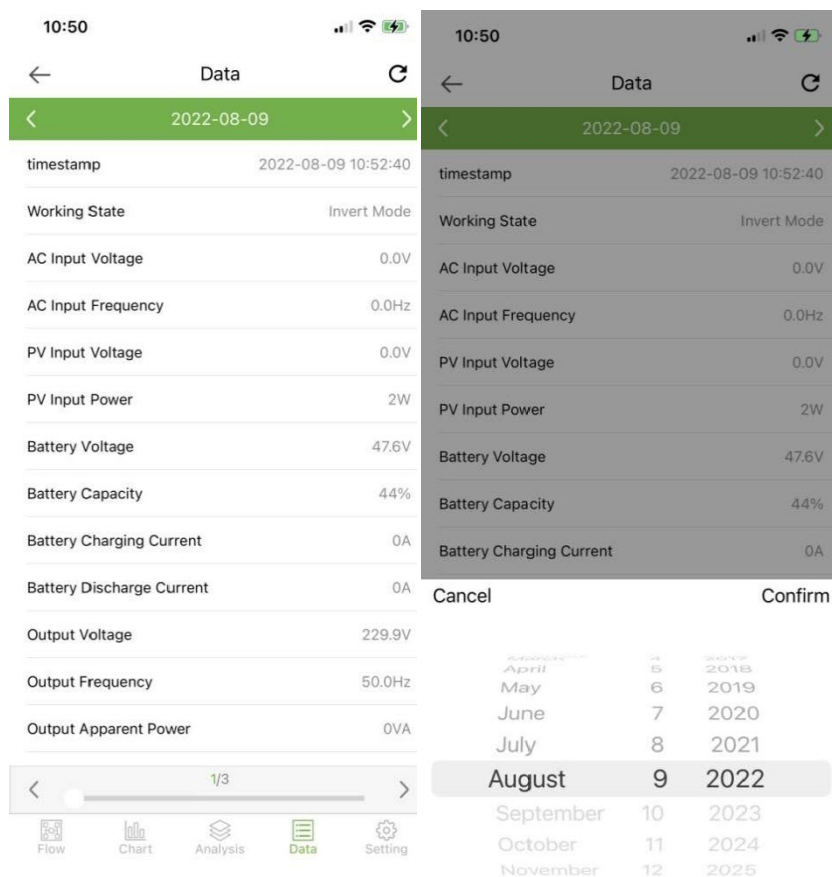 10:50
Data
2022-08-09
timestamp 2022-08-09 10:52:40
Working State Invert Mode
AC Input Voltage 0.0V
AC Input Frequency 0.0Hz
PV Input Voltage 0.0V
PV Input Power 2W
Battery Voltage 47.6V
Battery Capacity 44%
Battery Charging Current 0A
Battery Discharge Current 0A
Output Voltage 229.9V
Output Frequency 50.0Hz
Output Apparent Power 0VA
1/3
Flow Chart Analysis Data Setting
10:50
Data
2022-08-09
timestamp 2022-08-09 10:52:40
Working State Invert Mode
AC Input Voltage 0.0V
AC Input Frequency 0.0Hz
PV Input Voltage 0.0V
PV Input Power 2W
Battery Voltage 47.6V
Battery Capacity 44%
Battery Charging Current 0A
Cancel Confirm
April 5 2018
May 6 2019
June 7 2020
July 8 2021
August 9 2022
September 10 2023
October 11 2024
November 12 2025